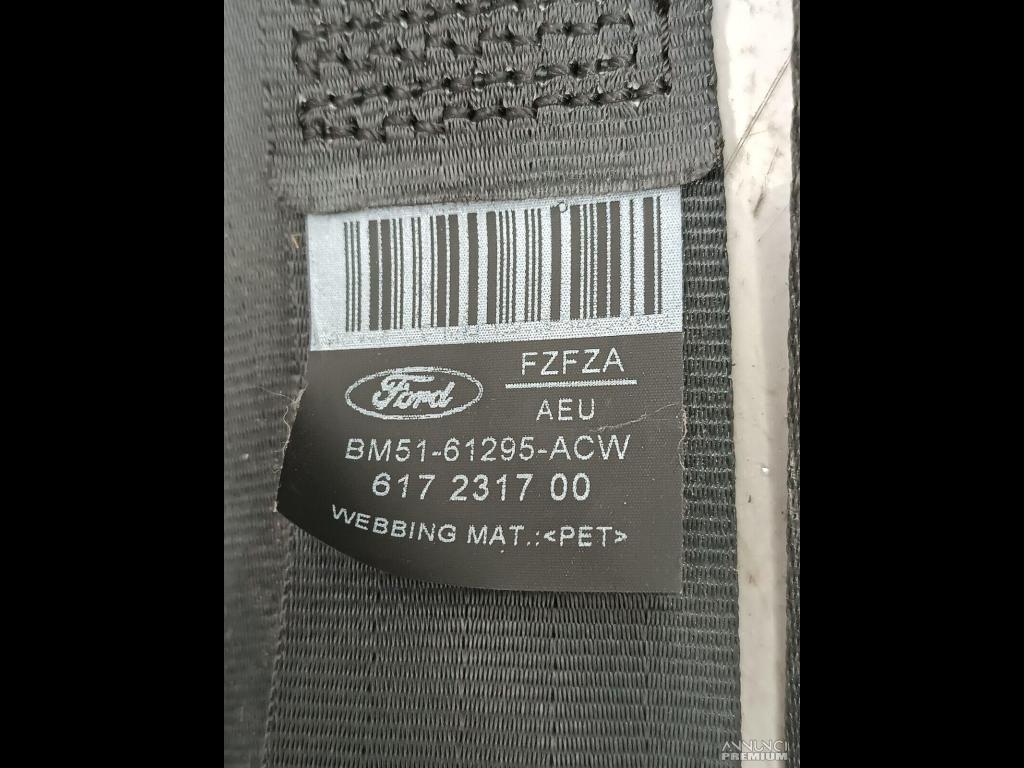 FZFZA
Ford
AEU
BM51-61295-ACW
617 2317 00
WEBBING MAT.:<PET>
ANNUNCI
PREMIUM